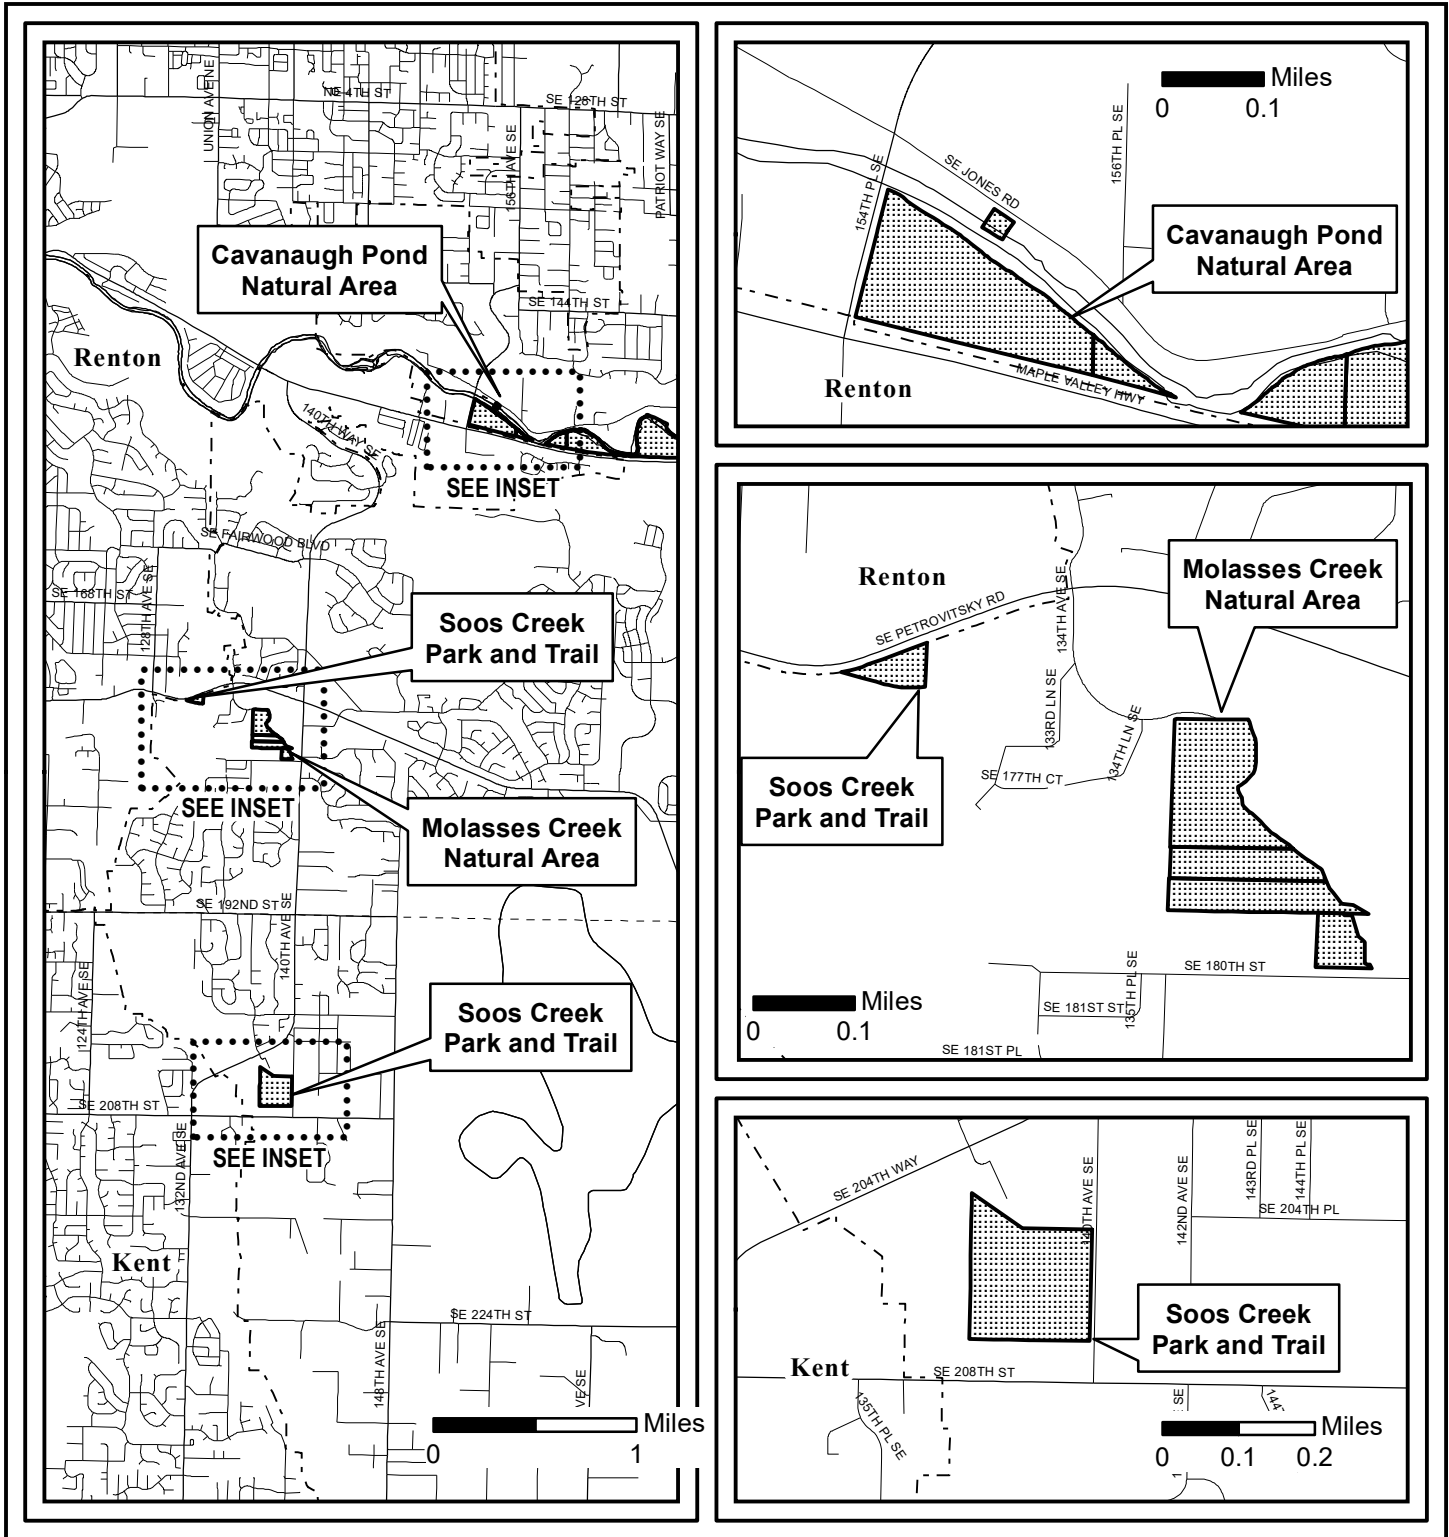 NE 4TH ST
SE 128TH ST
UNION AVE NE
156TH AVE SE
PATRIOT WAY SE
Cavanaugh Pond
Natural Area
SE 144TH ST
Renton
140TH WAY SE
SEE INSET
SE FAIRWOOD BLVD
SE 168TH ST
128TH AVE SE
Soos Creek
Park and Trail
SEE INSET
Molasses Creek
Natural Area
SE 192ND ST
140TH AVE SE
124TH AVE SE
Soos Creek
Park and Trail
SE 208TH ST
132ND AVE SE
SEE INSET
Kent
SE 224TH ST
148TH AVE SE
VE SE
Miles
0 1
Miles
0 0.1
SE JONES RD
154TH PL SE
156TH PL SE
Cavanaugh Pond
Natural Area
MAPLE VALLEY HWY
Renton
Renton
SE PETROVITSKY RD
134TH AVE SE
Molasses Creek
Natural Area
133RD LN SE
134TH LN SE
SE 177TH CT
Soos Creek
Park and Trail
SE 180TH ST
135TH PL SE
SE 181ST ST
SE 181ST PL
Miles
0 0.1
SE 204TH WAY
140TH AVE SE
142ND AVE SE
143RD PL SE
144TH PL SE
SE 204TH PL
Soos Creek
Park and Trail
Kent
SE 208TH ST
135TH PL SE
E SE
144T
1
Miles
0 0.1 0.2